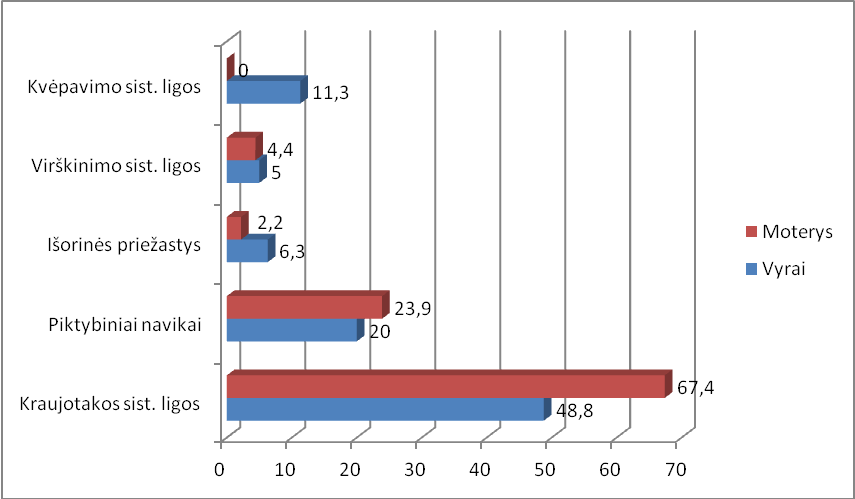 Kvėpavimo sist. ligos
0
11,3
Virškinimo sist. ligos
4,4
5
Išorinės priežastys
2,2
6,3
Piktybiniai navikai
23,9
20
Kraujotakos sist. ligos
67,4
48,8
0 10 20 30 40 50 60 70
Moterys
Vyrai